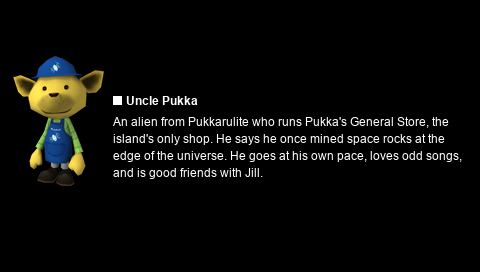 Uncle Pukka
An alien from Pukkarulite who runs Pukka's General Store, the
island's only shop. He says he once mined space rocks at the
edge of the universe. He goes at his own pace, loves odd songs,
and is good friends with Jill.